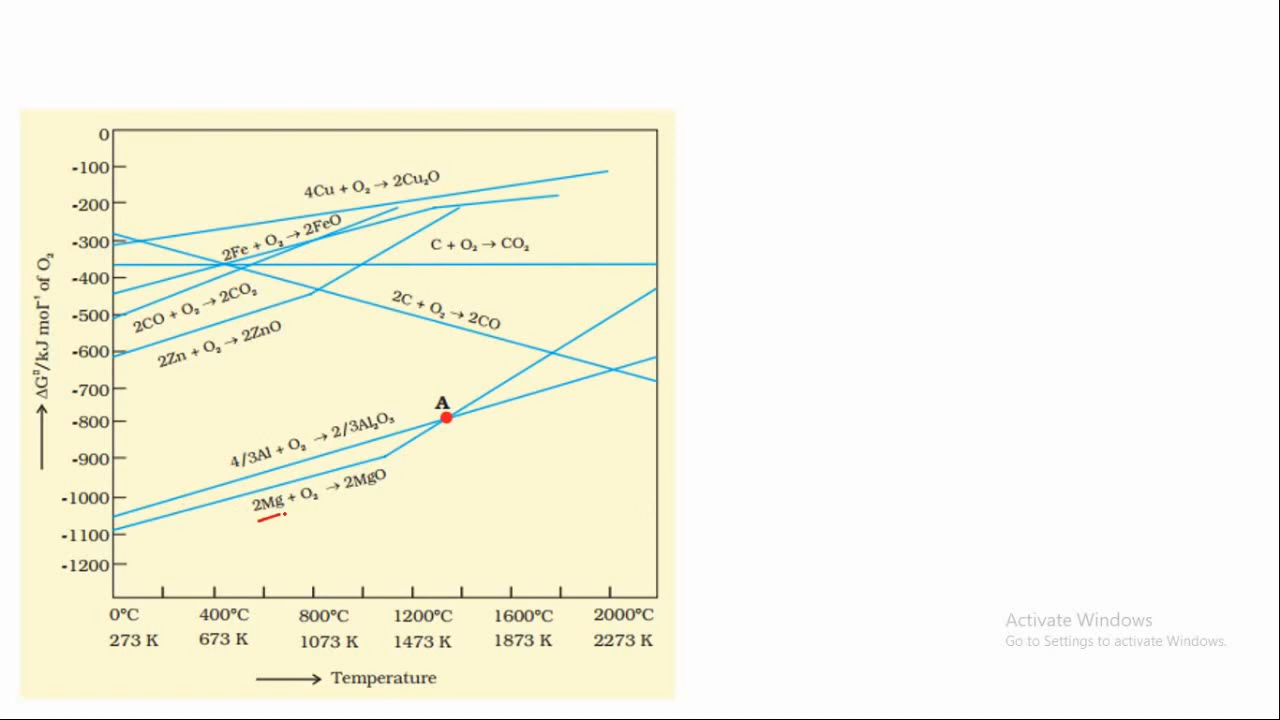 0
-100
-200
-300
-400
-500
-600
-700
-800
-900
-1000
-1100
-1200
ΔG⁰/kJ mol⁻¹ of O₂
4Cu + O₂ → 2Cu₂O
2Fe + O₂ → 2FeO
C + O₂ → CO₂
2CO + O₂ → 2CO₂
2C + O₂ → 2CO
2Zn + O₂ → 2ZnO
A
4/3Al + O₂ → 2/3Al₂O₃
2Mg + O₂ → 2MgO
0°C 400°C 800°C 1200°C 1600°C 2000°C
273 K 673 K 1073 K 1473 K 1873 K 2273 K
Temperature
Activate Windows
Go to Settings to activate Windows.